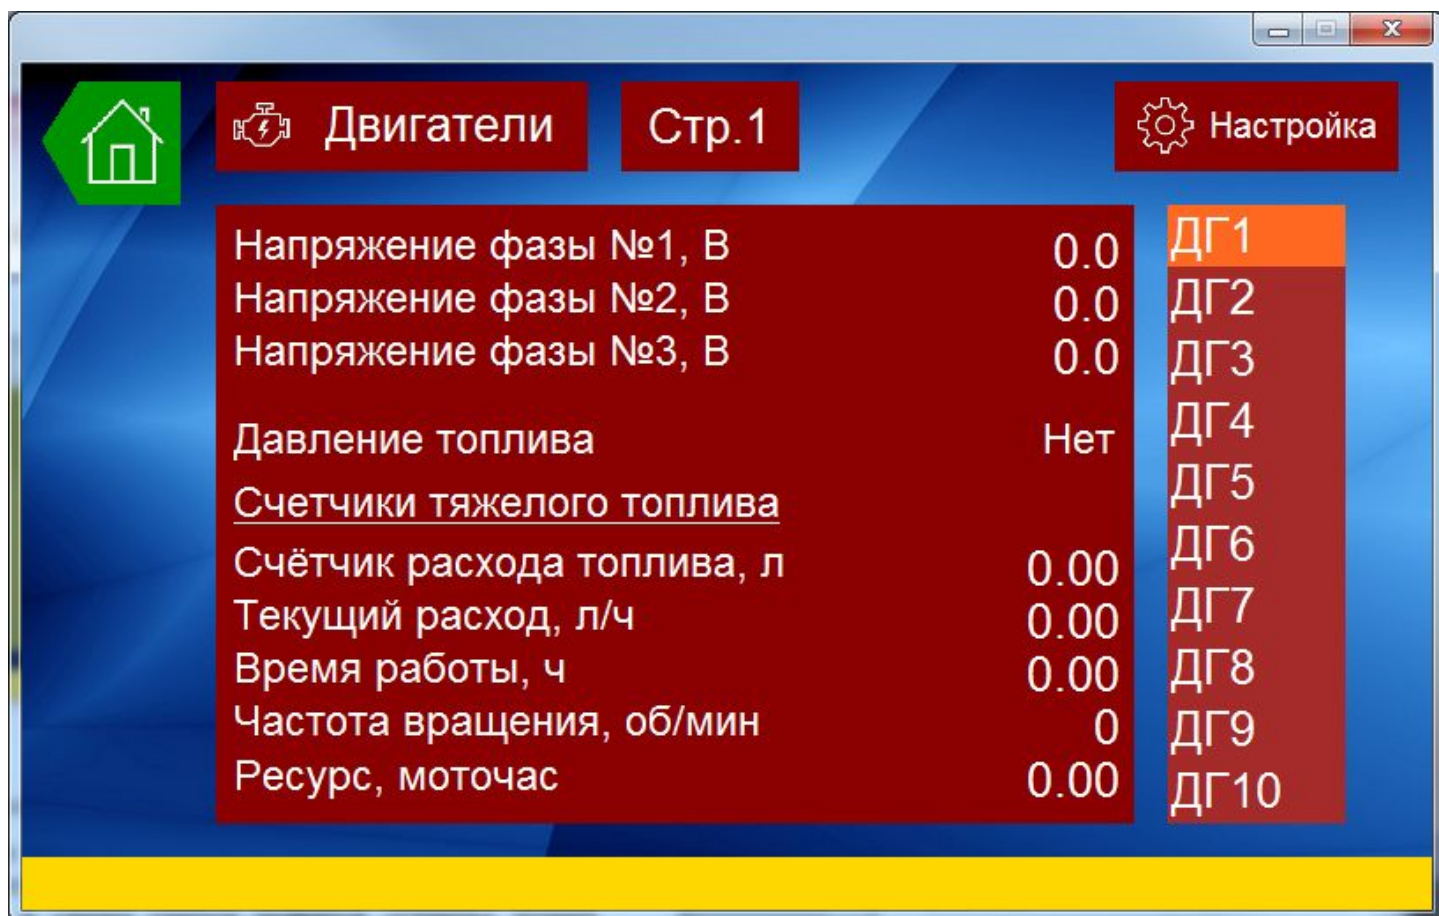 Двигатели
Стр.1
Настройка
Напряжение фазы №1, В 0.0
Напряжение фазы №2, В 0.0
Напряжение фазы №3, В 0.0
Давление топлива Нет
Счетчики тяжелого топлива
Счётчик расхода топлива, л 0.00
Текущий расход, л/ч 0.00
Время работы, ч 0.00
Частота вращения, об/мин 0
Ресурс, моточас 0.00
ДГ1
ДГ2
ДГ3
ДГ4
ДГ5
ДГ6
ДГ7
ДГ8
ДГ9
ДГ10